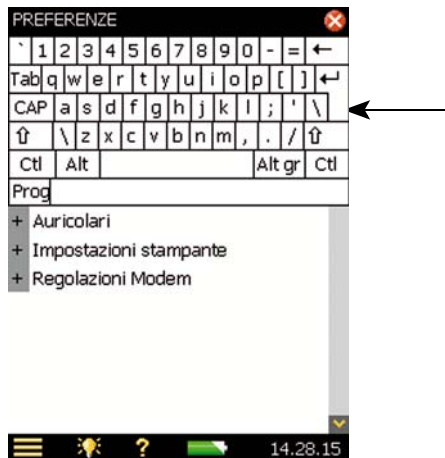 PREFERENZE
` 1 2 3 4 5 6 7 8 9 0 - = ←
Tab q w e r t y u i o p [ ] ↵
CAP a s d f g h j k l ; ' \
⇧ \ z x c v b n m , . / ⇧
Ctl Alt Alt gr Ctl
Prog
+ Auricolari
+ Impostazioni stampante
+ Regolazioni Modem
? 14.28.15